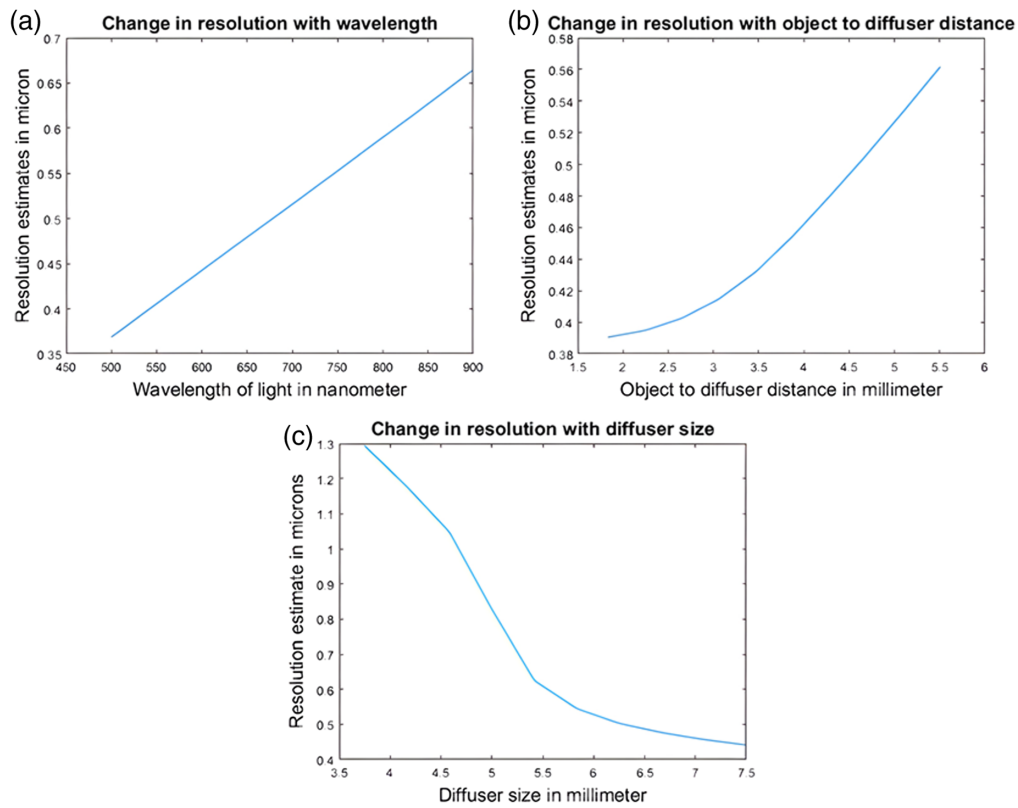 (a)
Change in resolution with wavelength
0.7
0.65
0.6
0.55
0.5
0.45
0.4
0.35
Resolution estimates in micron
450 500 550 600 650 700 750 800 850 900
Wavelength of light in nanometer
(b)
Change in resolution with object to diffuser distance
0.58
0.56
0.54
0.52
0.5
0.48
0.46
0.44
0.42
0.4
0.38
Resolution estimates in micron
1.5 2 2.5 3 3.5 4 4.5 5 5.5 6
Object to diffuser distance in millimeter
(c)
Change in resolution with diffuser size
1.3
1.2
1.1
1
0.9
0.8
0.7
0.6
0.5
0.4
Resolution estimate in microns
3.5 4 4.5 5 5.5 6 6.5 7 7.5
Diffuser size in millimeter